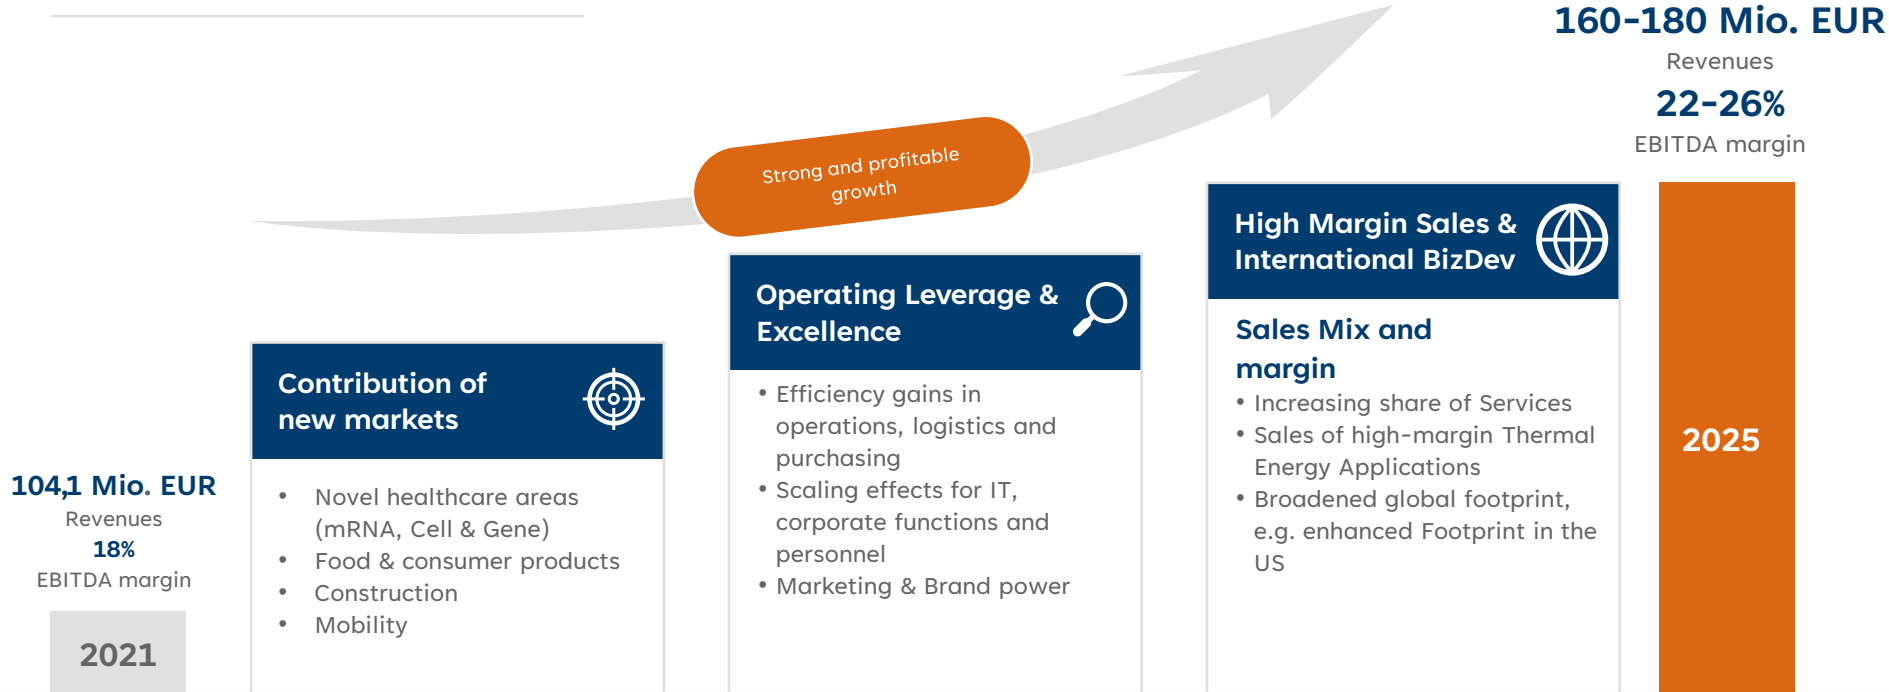 160-180 Mio. EUR
Revenues
22-26%
EBITDA margin
Strong and profitable
growth
104,1 Mio. EUR
Revenues
18%
EBITDA margin
2021
Contribution of
new markets
• Novel healthcare areas
(mRNA, Cell & Gene)
• Food & consumer products
• Construction
• Mobility
Operating Leverage &
Excellence
• Efficiency gains in
operations, logistics and
purchasing
• Scaling effects for IT,
corporate functions and
personnel
• Marketing & Brand power
High Margin Sales &
International BizDev
Sales Mix and
margin
• Increasing share of Services
• Sales of high-margin Thermal
Energy Applications
• Broadened global footprint,
e.g. enhanced Footprint in the
US
2025